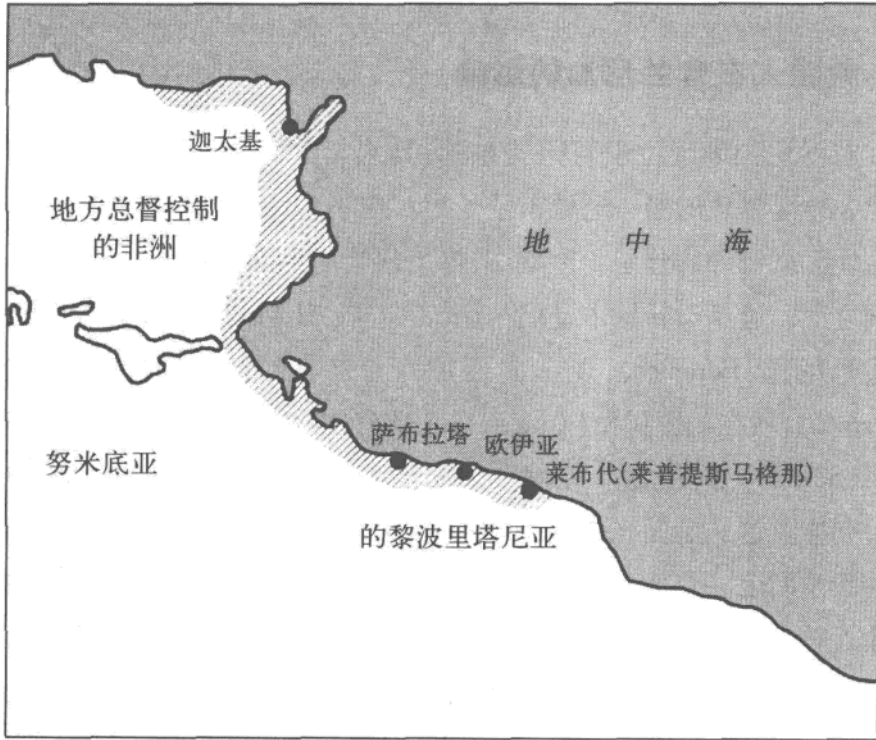 迦太基
地方总督控制
的非洲
地 中 海
萨布拉塔
欧伊亚
莱布代(莱普提斯马格那)
努米底亚
的黎波里塔尼亚